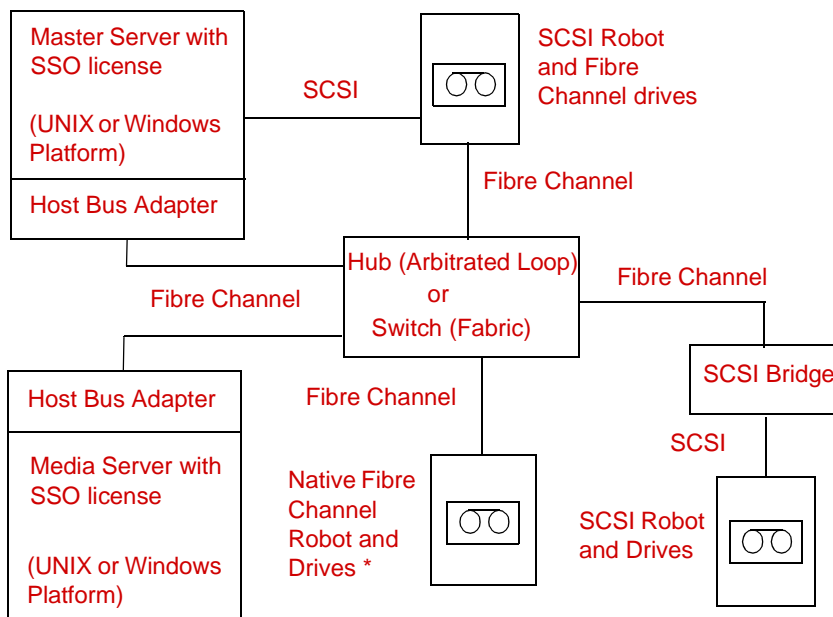 Master Server with
SSO license
(UNIX or Windows
Platform)
Host Bus Adapter
SCSI
SCSI Robot
and Fibre
Channel drives
Fibre Channel
Hub (Arbitrated Loop)
or
Switch (Fabric)
Fibre Channel
Fibre Channel
SCSI Bridge
SCSI
SCSI Robot
and Drives
Fibre Channel
Native Fibre
Channel
Robot and
Drives *
Host Bus Adapter
Media Server with
SSO license
(UNIX or Windows
Platform)